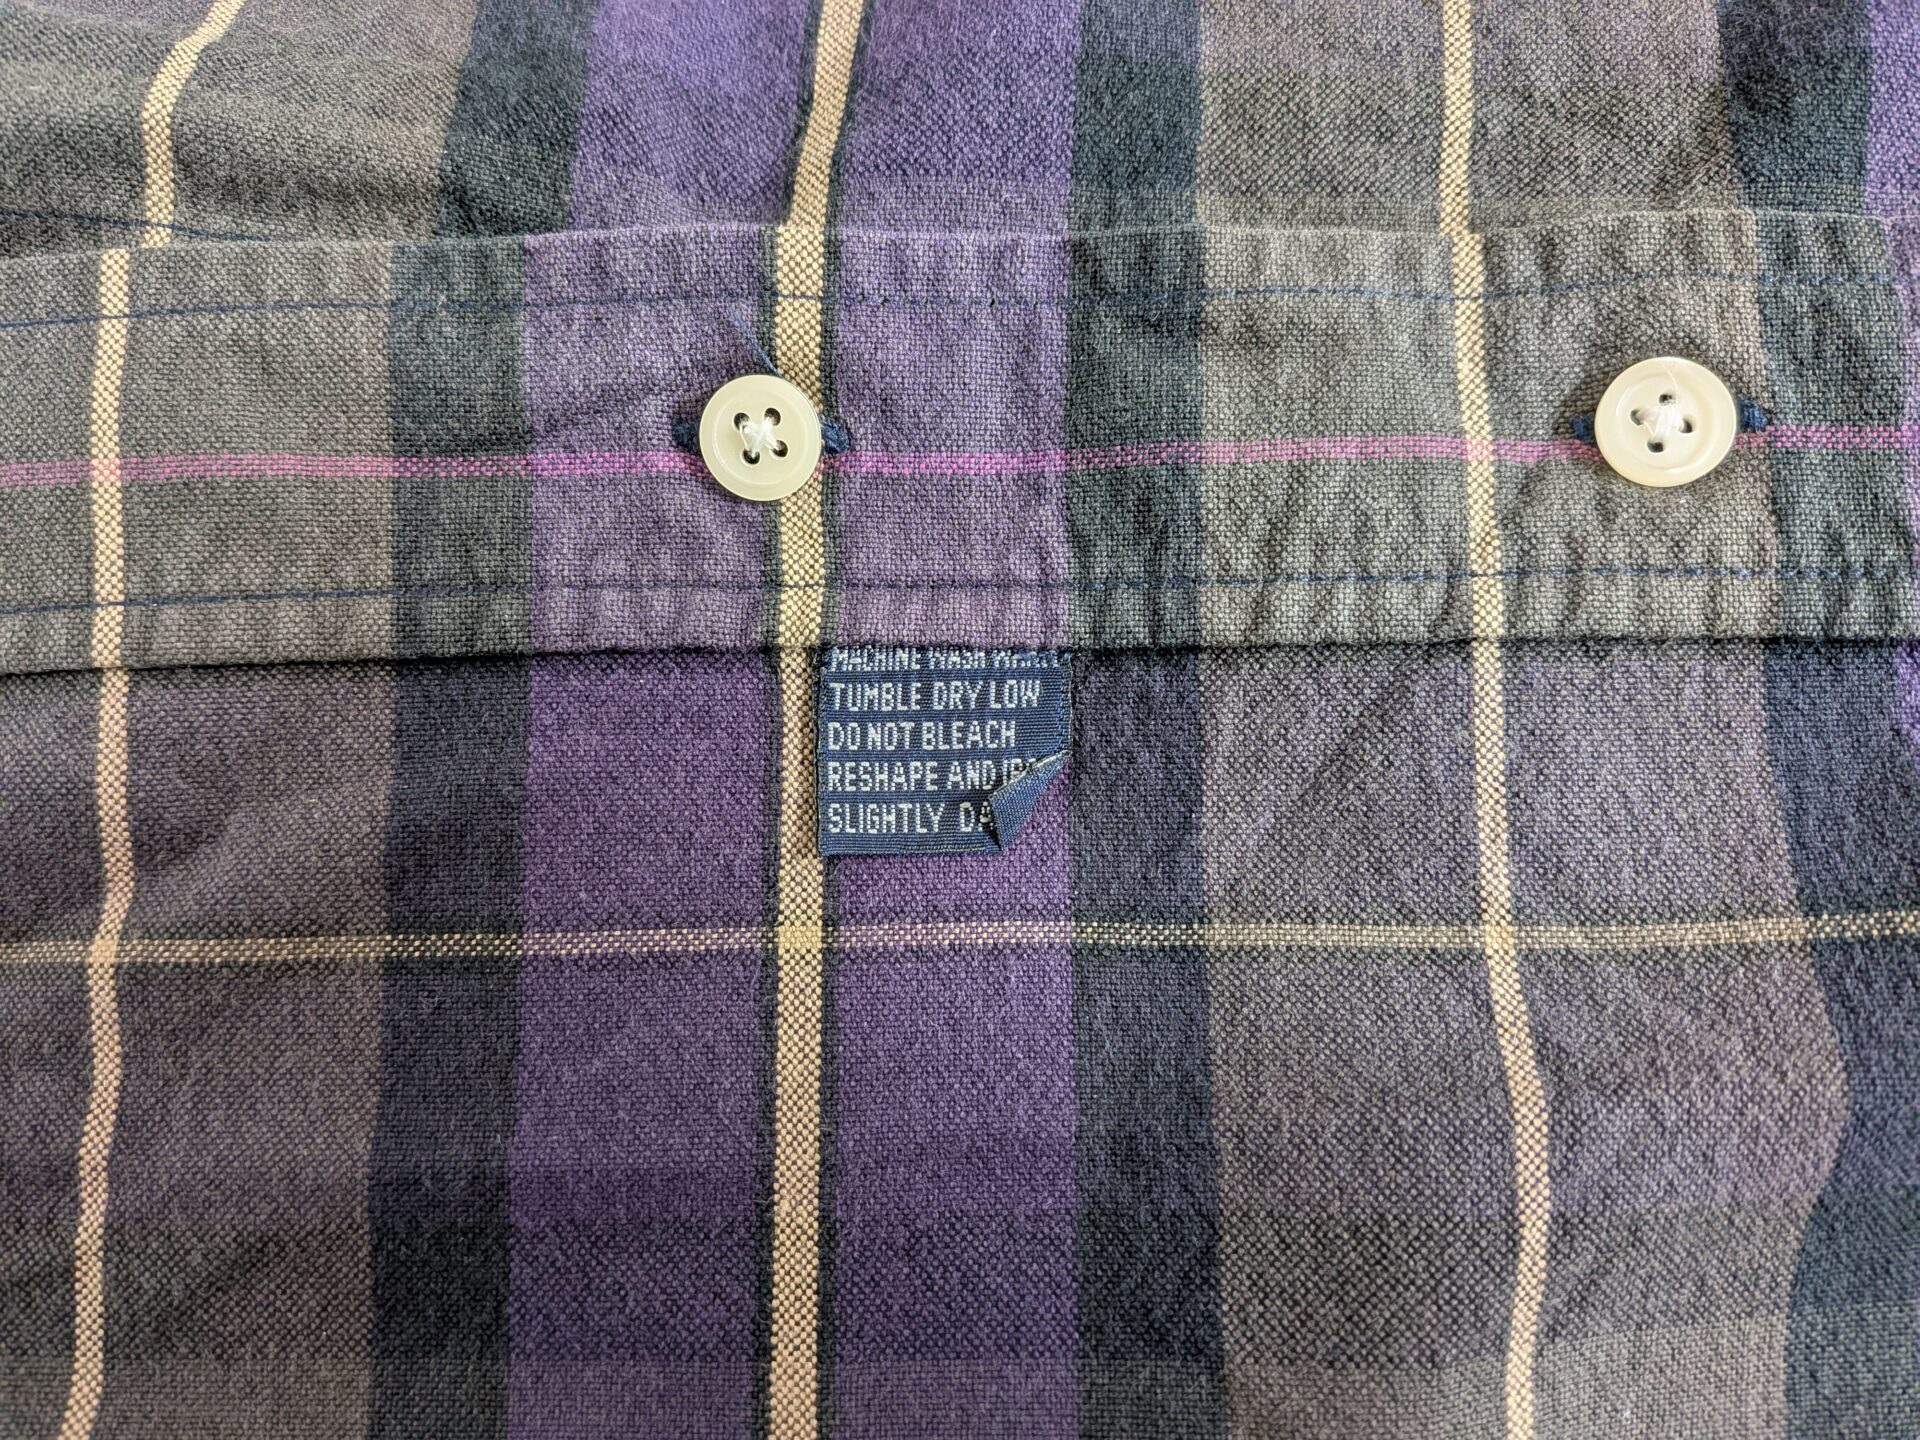 MACHINE WASH
TUMBLE DRY LOW
DO NOT BLEACH
RESHAPE AND
SLIGHTLY